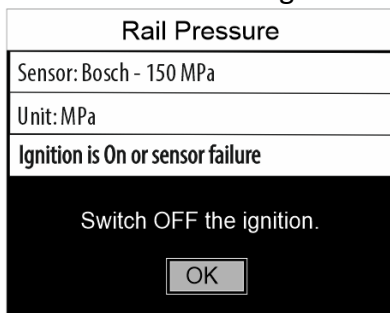 Rail Pressure
Sensor: Bosch - 150 MPa
Unit: MPa
Ignition is On or sensor failure
Switch OFF the ignition.
OK